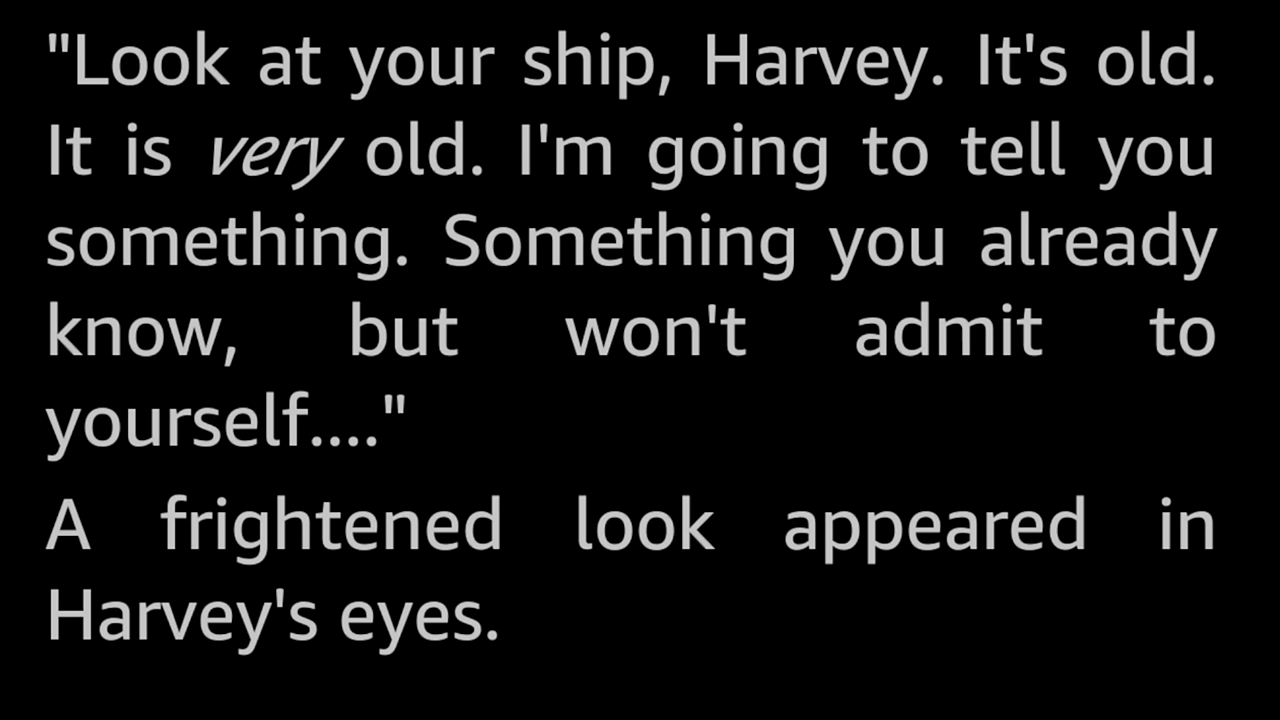 "Look at your ship, Harvey. It's old.
It is very old. I'm going to tell you
something. Something you already
know, but won't admit to
yourself...."
A frightened look appeared in
Harvey's eyes.